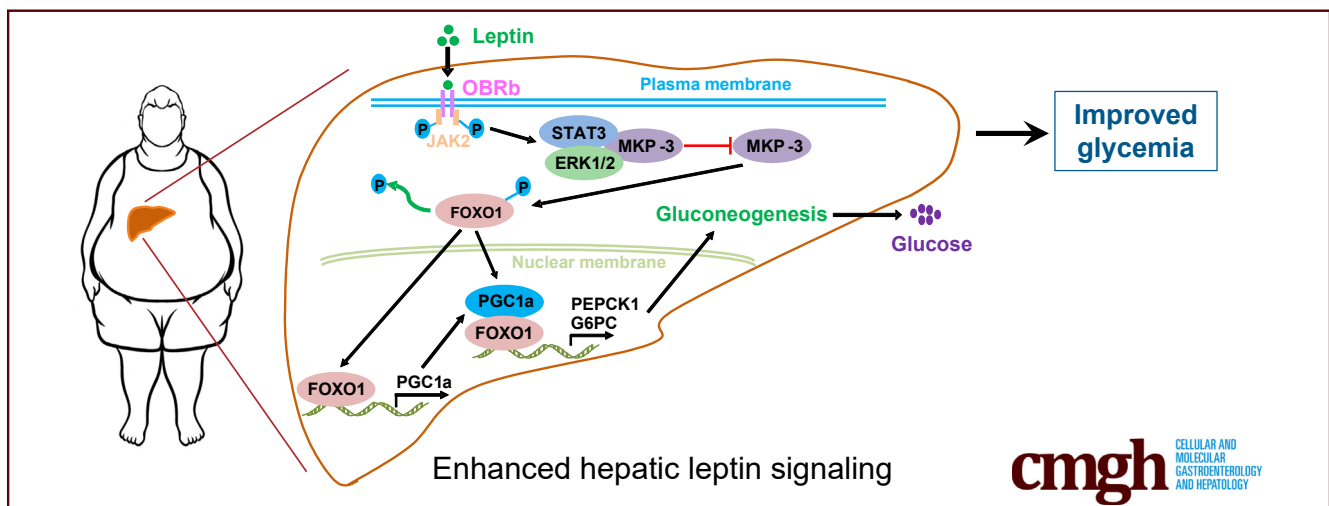 Leptin
OBRb
Plasma membrane
P
P
JAK2
STAT3
ERK1/2
MKP -3
MKP -3
P
P
FOXO1
Gluconeogenesis
Glucose
Nuclear membrane
PGC1a
FOXO1
PEPCK1
G6PC
FOXO1
PGC1a
Improved
glycemia
Enhanced hepatic leptin signaling
cmgh
CELLULAR AND
MOLECULAR
GASTROENTEROLOGY
AND HEPATOLOGY